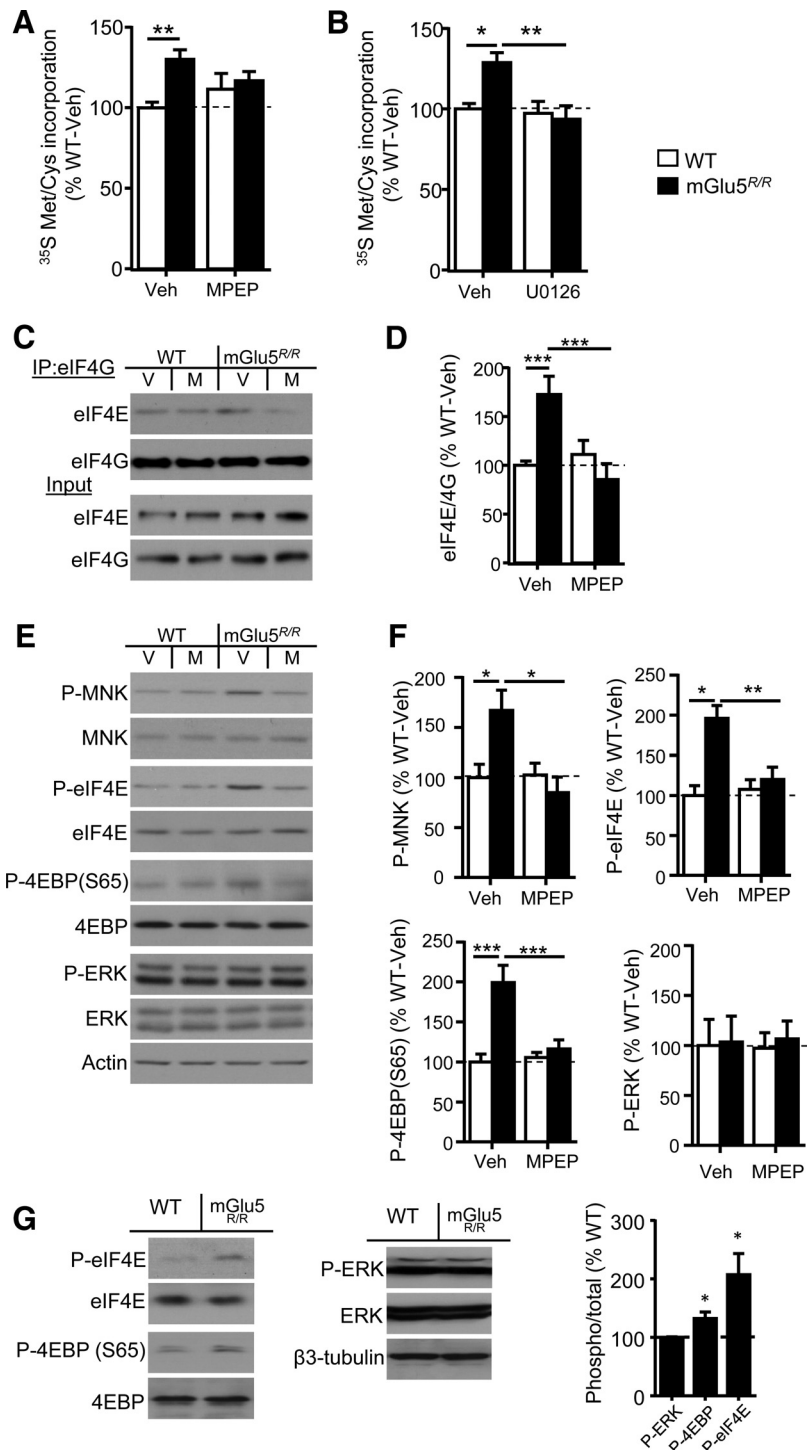 A
35S Met/Cys incorporation
(% WT-Veh)
150
100
50
0
**
Veh MPEP
B
35S Met/Cys incorporation
(% WT-Veh)
150
100
50
0
* **
Veh U0126
WT
mGlu5R/R
C
IP:eIF4G
WT mGlu5R/R
V M V M
eIF4E
eIF4G
Input
eIF4E
eIF4G
D
eIF4E/4G (% WT-Veh)
200
150
100
50
0
*** ***
Veh MPEP
E
WT mGlu5R/R
V M V M
P-MNK
MNK
P-eIF4E
eIF4E
P-4EBP(S65)
4EBP
P-ERK
ERK
Actin
F
P-MNK (% WT-Veh)
200
150
100
50
0
* *
Veh MPEP
P-eIF4E (% WT-Veh)
250
200
150
100
50
0
* **
Veh MPEP
P-4EBP(S65) (% WT-Veh)
250
200
150
100
50
0
*** ***
Veh MPEP
P-ERK (% WT-Veh)
200
150
100
50
0
Veh MPEP
G
WT mGlu5
R/R
P-eIF4E
eIF4E
P-4EBP (S65)
4EBP
WT mGlu5
R/R
P-ERK
ERK
β3-tubulin
Phospho/total (% WT)
300
200
100
0
*
*
P-ERK
P-4EBP
P-eIF4E